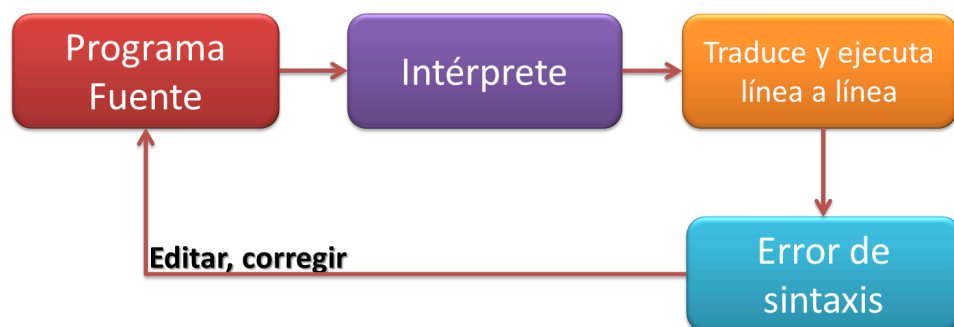 Programa
Fuente
Intérprete
Traduce y ejecuta
línea a línea
Editar, corregir
Error de
sintaxis